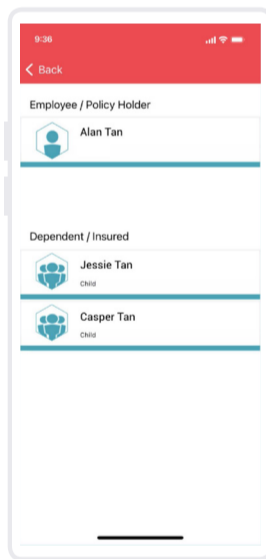 9:36
Back
Employee / Policy Holder
Alan Tan
Dependent / Insured
Jessie Tan
Child
Casper Tan
Child